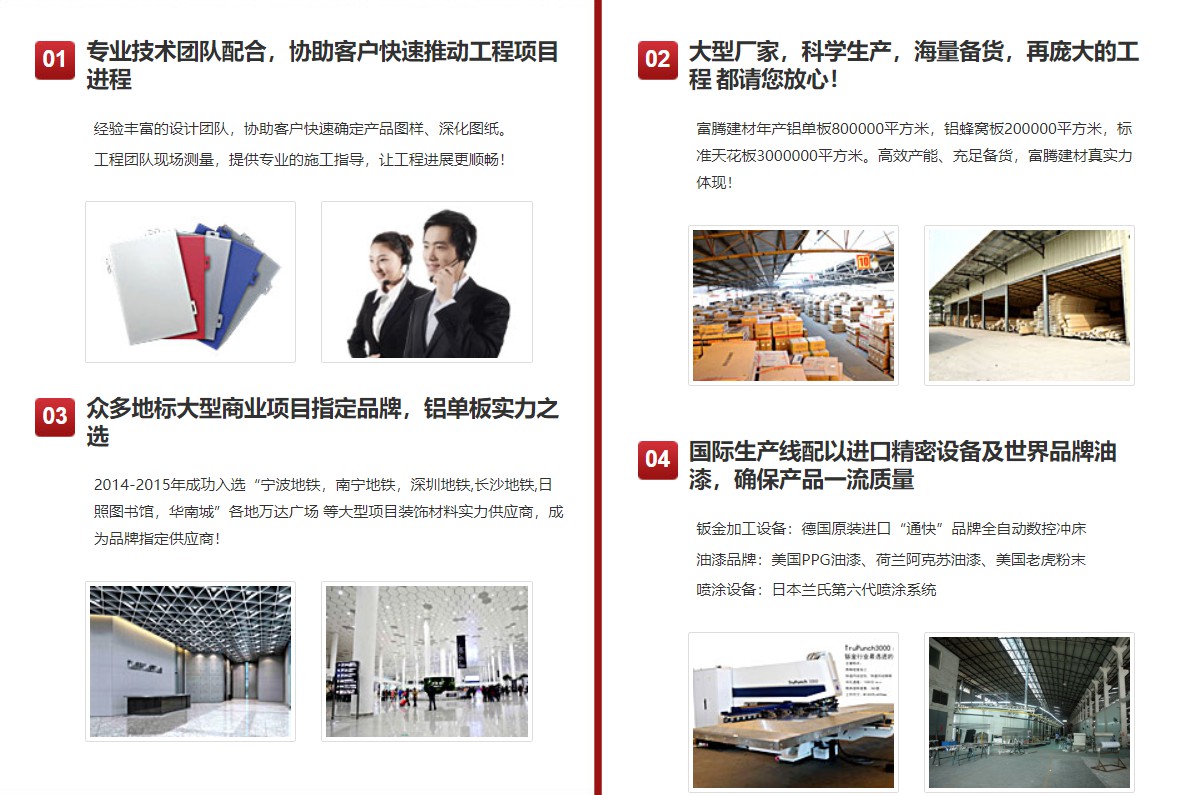 01
专业技术团队配合，协助客户快速推动工程项目
进程
经验丰富的设计团队，协助客户快速确定产品图样、深化图纸。
工程团队现场测量，提供专业的施工指导，让工程进展更顺畅！
02
大型厂家，科学生产，海量备货，再庞大的工
程 都请您放心！
富腾建材年产铝单板800000平方米，铝蜂窝板200000平方米，标
准天花板3000000平方米。高效产能、充足备货，富腾建材真实力
体现！
10
03
众多地标大型商业项目指定品牌，铝单板实力之
选
2014-2015年成功入选“宁波地铁，南宁地铁，深圳地铁,长沙地铁,日
照图书馆，华南城”各地万达广场 等大型项目装饰材料实力供应商，成
为品牌指定供应商！
04
国际生产线配以进口精密设备及世界品牌油
漆，确保产品一流质量
钣金加工设备：德国原装进口“通快”品牌全自动数控冲床
油漆品牌：美国PPG油漆、荷兰阿克苏油漆、美国老虎粉末
喷涂设备：日本兰氏第六代喷涂系统
TruPunch3000
钣金行业最透进的